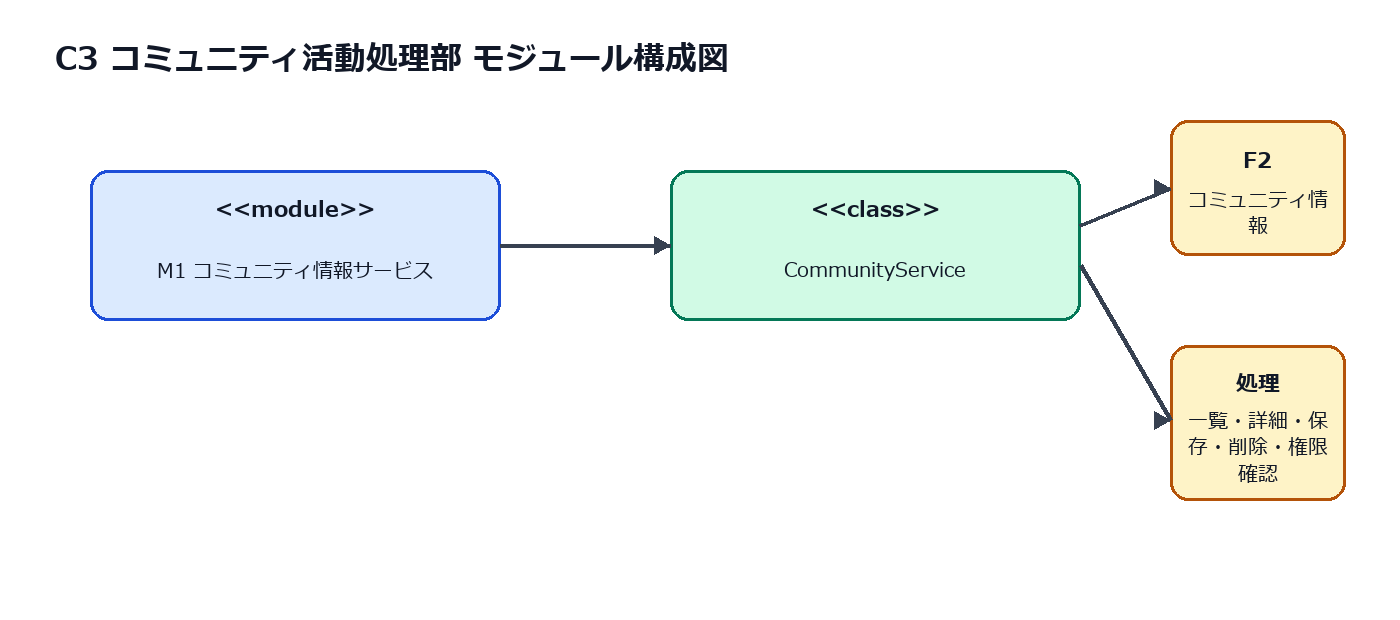 C3 コミュニティ活動処理部 モジュール構成図
<<module>>
M1 コミュニティ情報サービス
<<class>>
CommunityService
F2
コミュニティ情
報
処理
一覧・詳細・保
存・削除・権限
確認